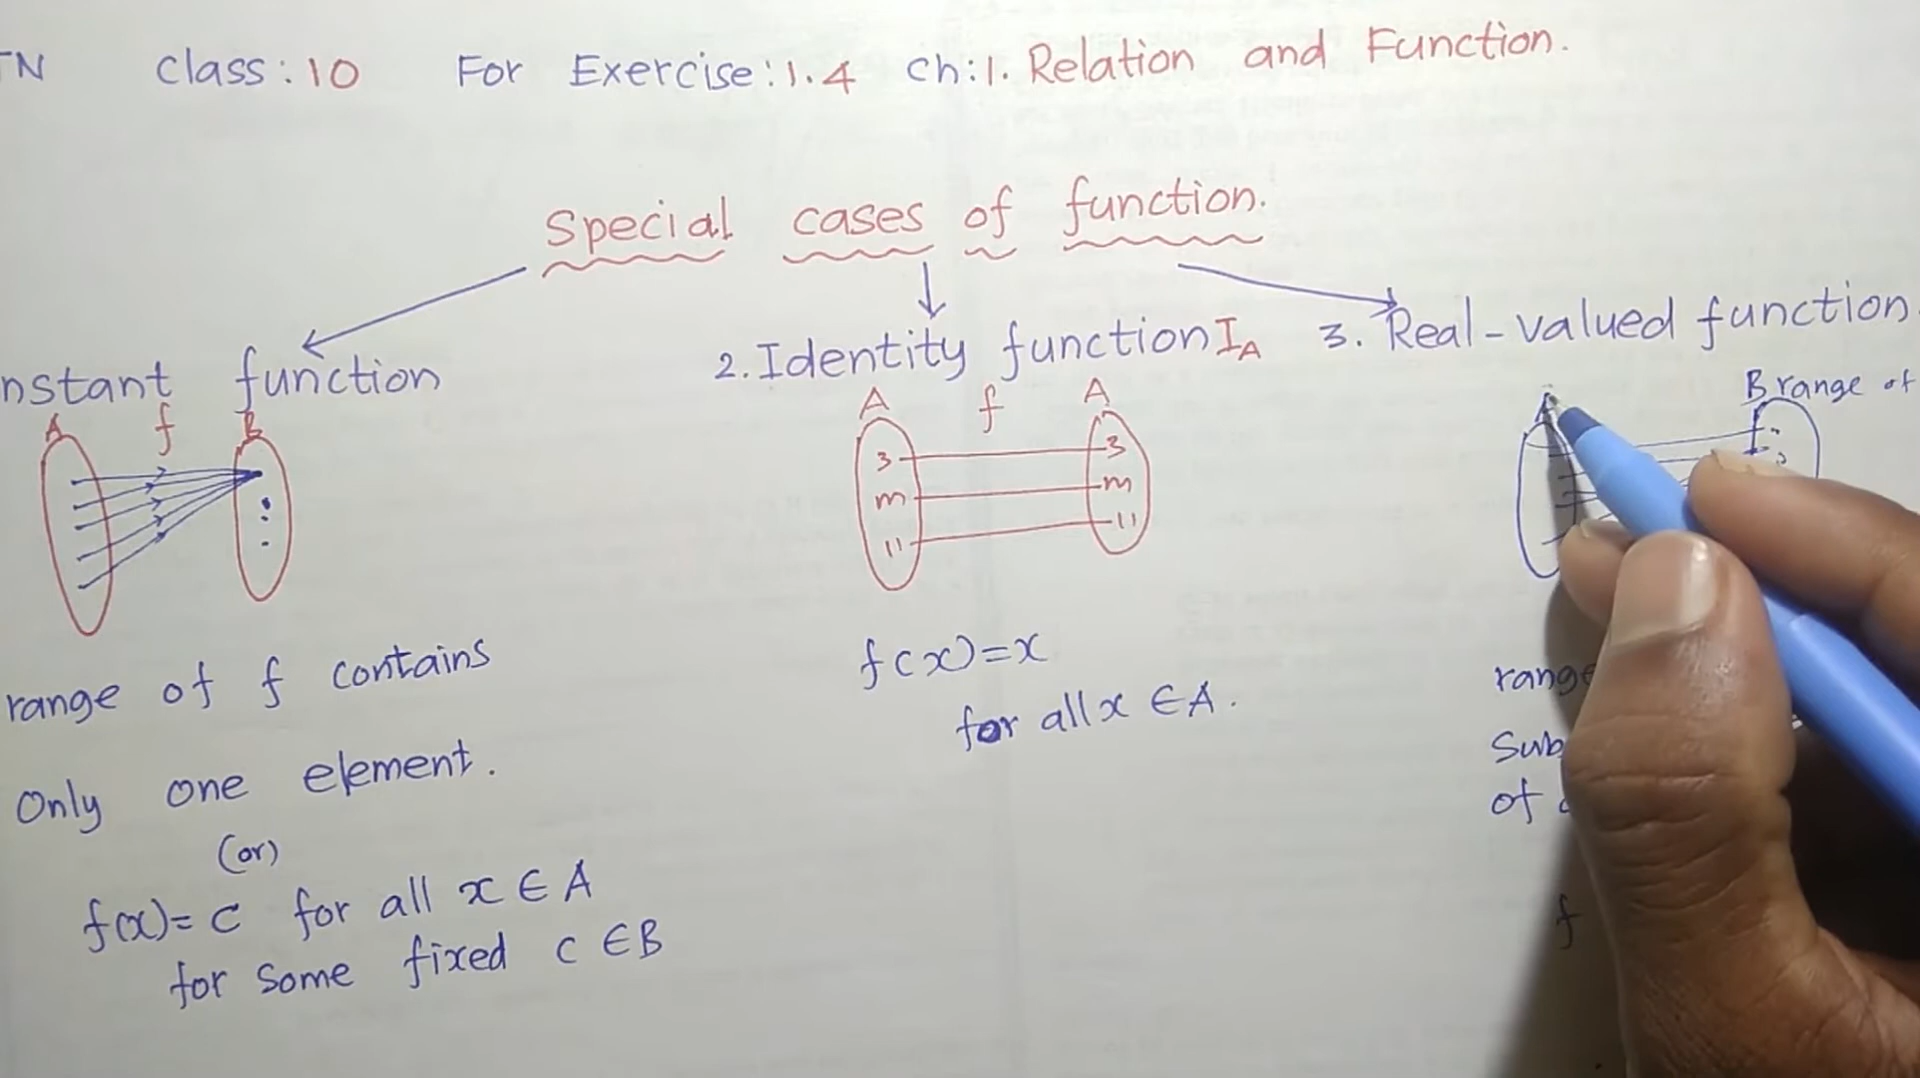 TN Class: 10 For Exercise: 1.4 Ch: 1. Relation and Function.
Special cases of function.
nstant function
A f B
range of f contains
Only one element.
(or)
f(x)= C for all x ∈ A
for some fixed C ∈ B
2. Identity function I_A
A f A
3 3
m m
11 11
f(x)=x
for all x ∈ A.
3. Real-valued function.
A B range of
range
Sub
of
f